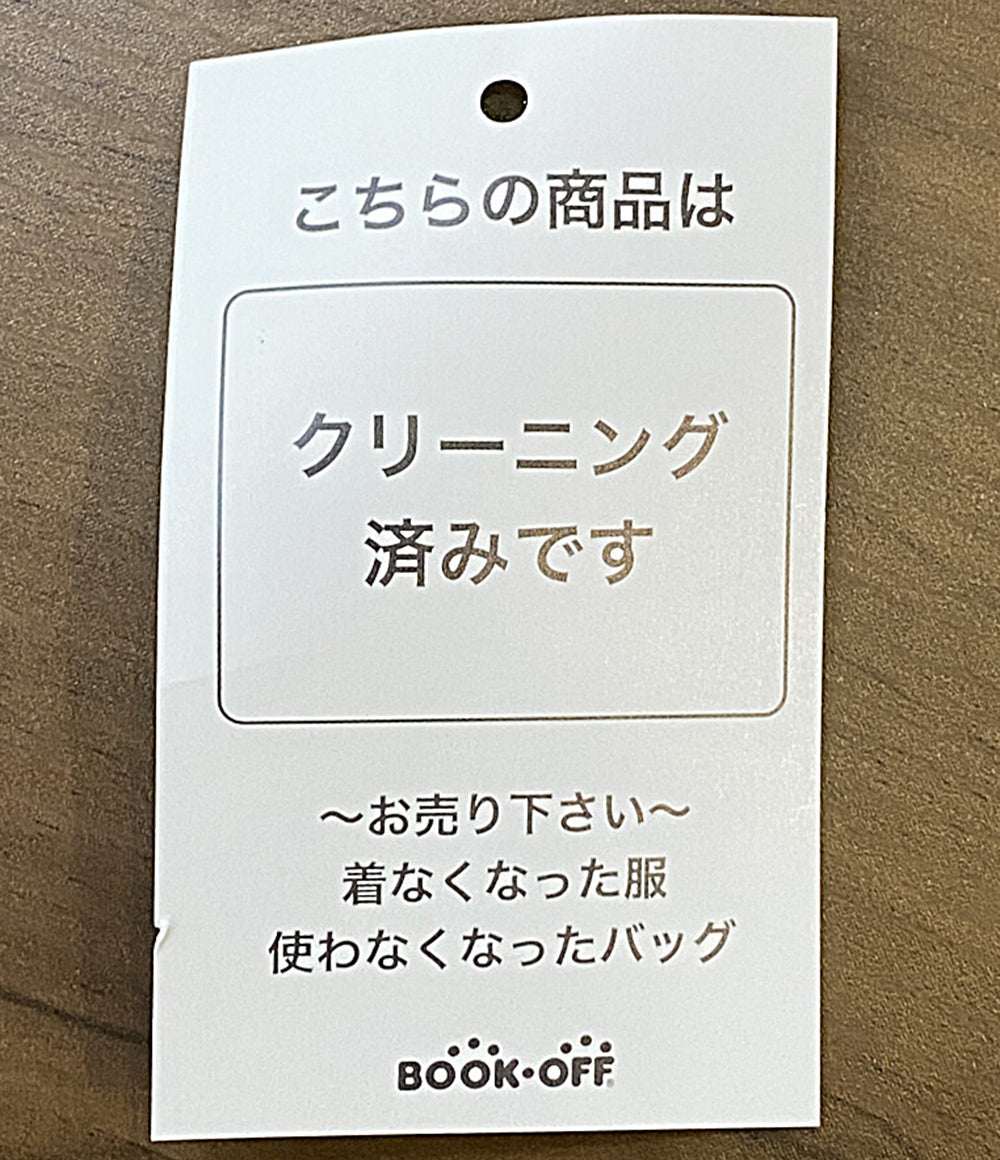 こちらの商品は
クリーニング
済みです
〜お売り下さい〜
着なくなった服
使わなくなったバッグ
BOOK・OFF